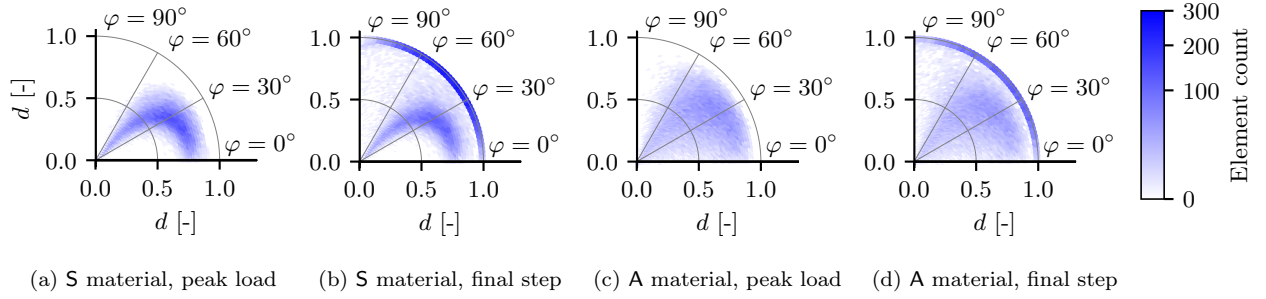 φ = 90°
φ = 60°
φ = 30°
φ = 0°
1.0
0.5
0.0
d [-]
0.0 0.5 1.0
d [-]
(a) S material, peak load
φ = 90°
φ = 60°
φ = 30°
φ = 0°
1.0
0.5
0.0
0.0 0.5 1.0
d [-]
(b) S material, final step
φ = 90°
φ = 60°
φ = 30°
φ = 0°
1.0
0.5
0.0
0.0 0.5 1.0
d [-]
(c) A material, peak load
φ = 90°
φ = 60°
φ = 30°
φ = 0°
1.0
0.5
0.0
0.0 0.5 1.0
d [-]
(d) A material, final step
300
200
100
0
Element count